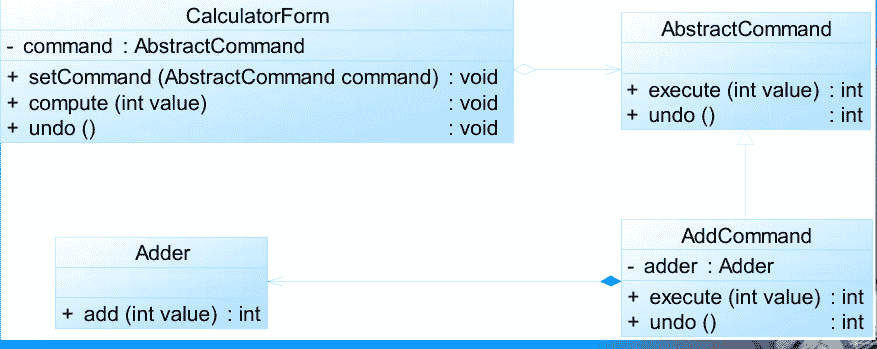 CalculatorForm
- command : AbstractCommand
+ setCommand (AbstractCommand command) : void
+ compute (int value) : void
+ undo () : void
AbstractCommand
+ execute (int value) : int
+ undo () : int
Adder
+ add (int value) : int
AddCommand
- adder : Adder
+ execute (int value) : int
+ undo () : int